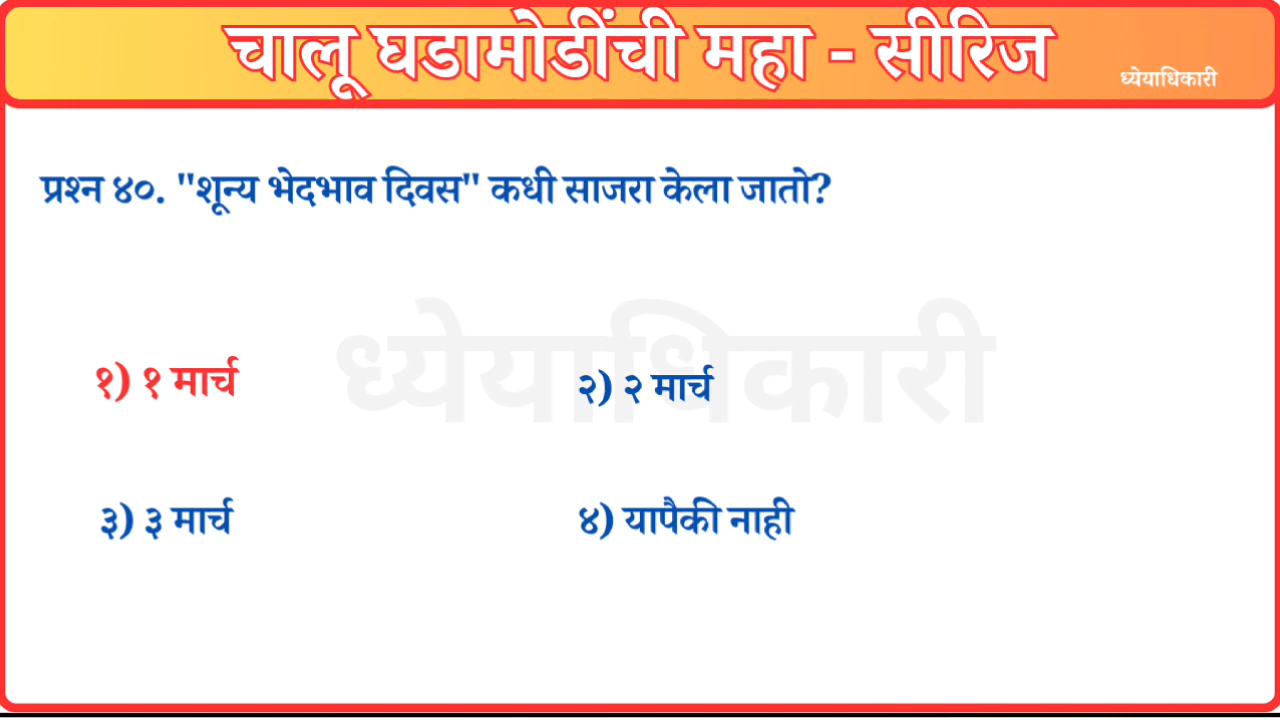 चालू घडामोडींची महा - सीरिज
ध्येयाधिकारी
प्रश्न ४०. "शून्य भेदभाव दिवस" कधी साजरा केला जातो?
ध्येयाधिकारी
१) १ मार्च
२) २ मार्च
३) ३ मार्च
४) यापैकी नाही